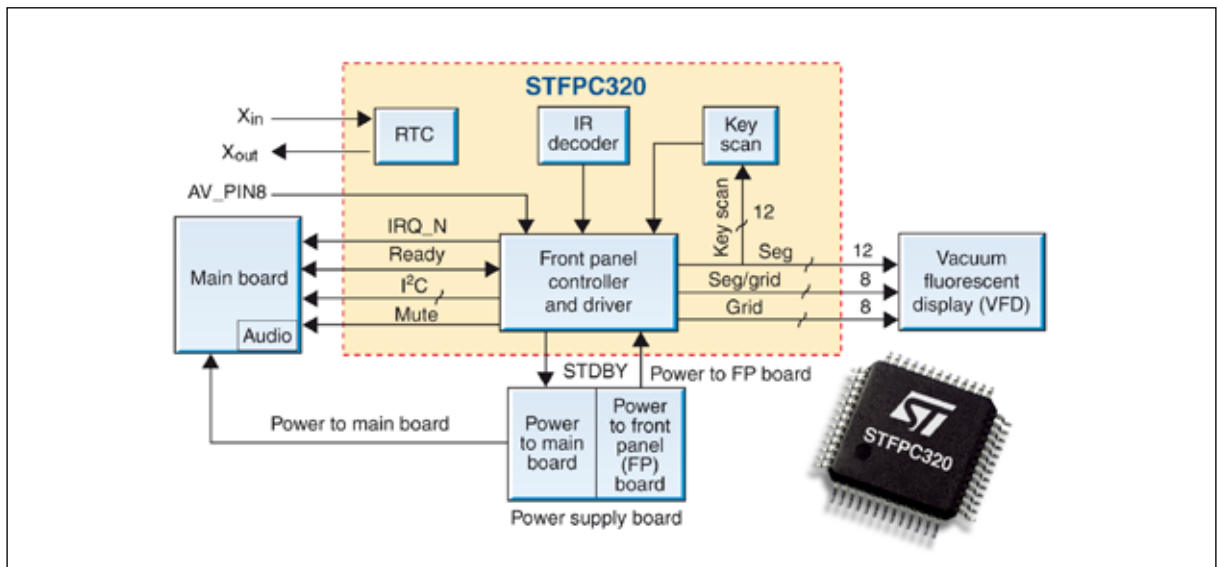 STFPC320
Xin
Xout
RTC
IR
decoder
Key
scan
AV_PIN8
Key scan
12
Main board
Audio
IRQ_N
Ready
I²C
Mute
Front panel
controller
and driver
Seg
12
Seg/grid
8
Grid
8
Vacuum
fluorescent
display (VFD)
STDBY
Power to FP board
Power to main board
Power
to main
board
Power
to front
panel
(FP)
board
Power supply board
ST
STFPC320